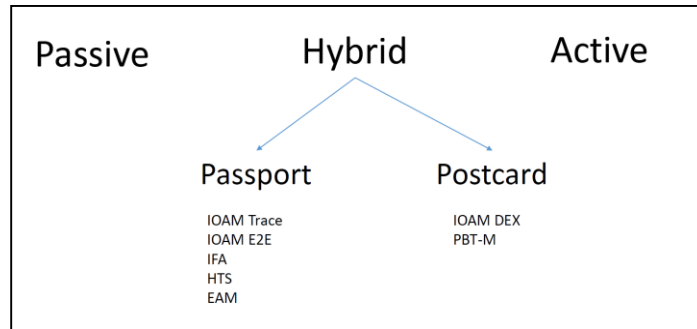 Passive
Hybrid
Active
Passport
Postcard
IOAM Trace
IOAM E2E
IFA
HTS
EAM
IOAM DEX
PBT-M